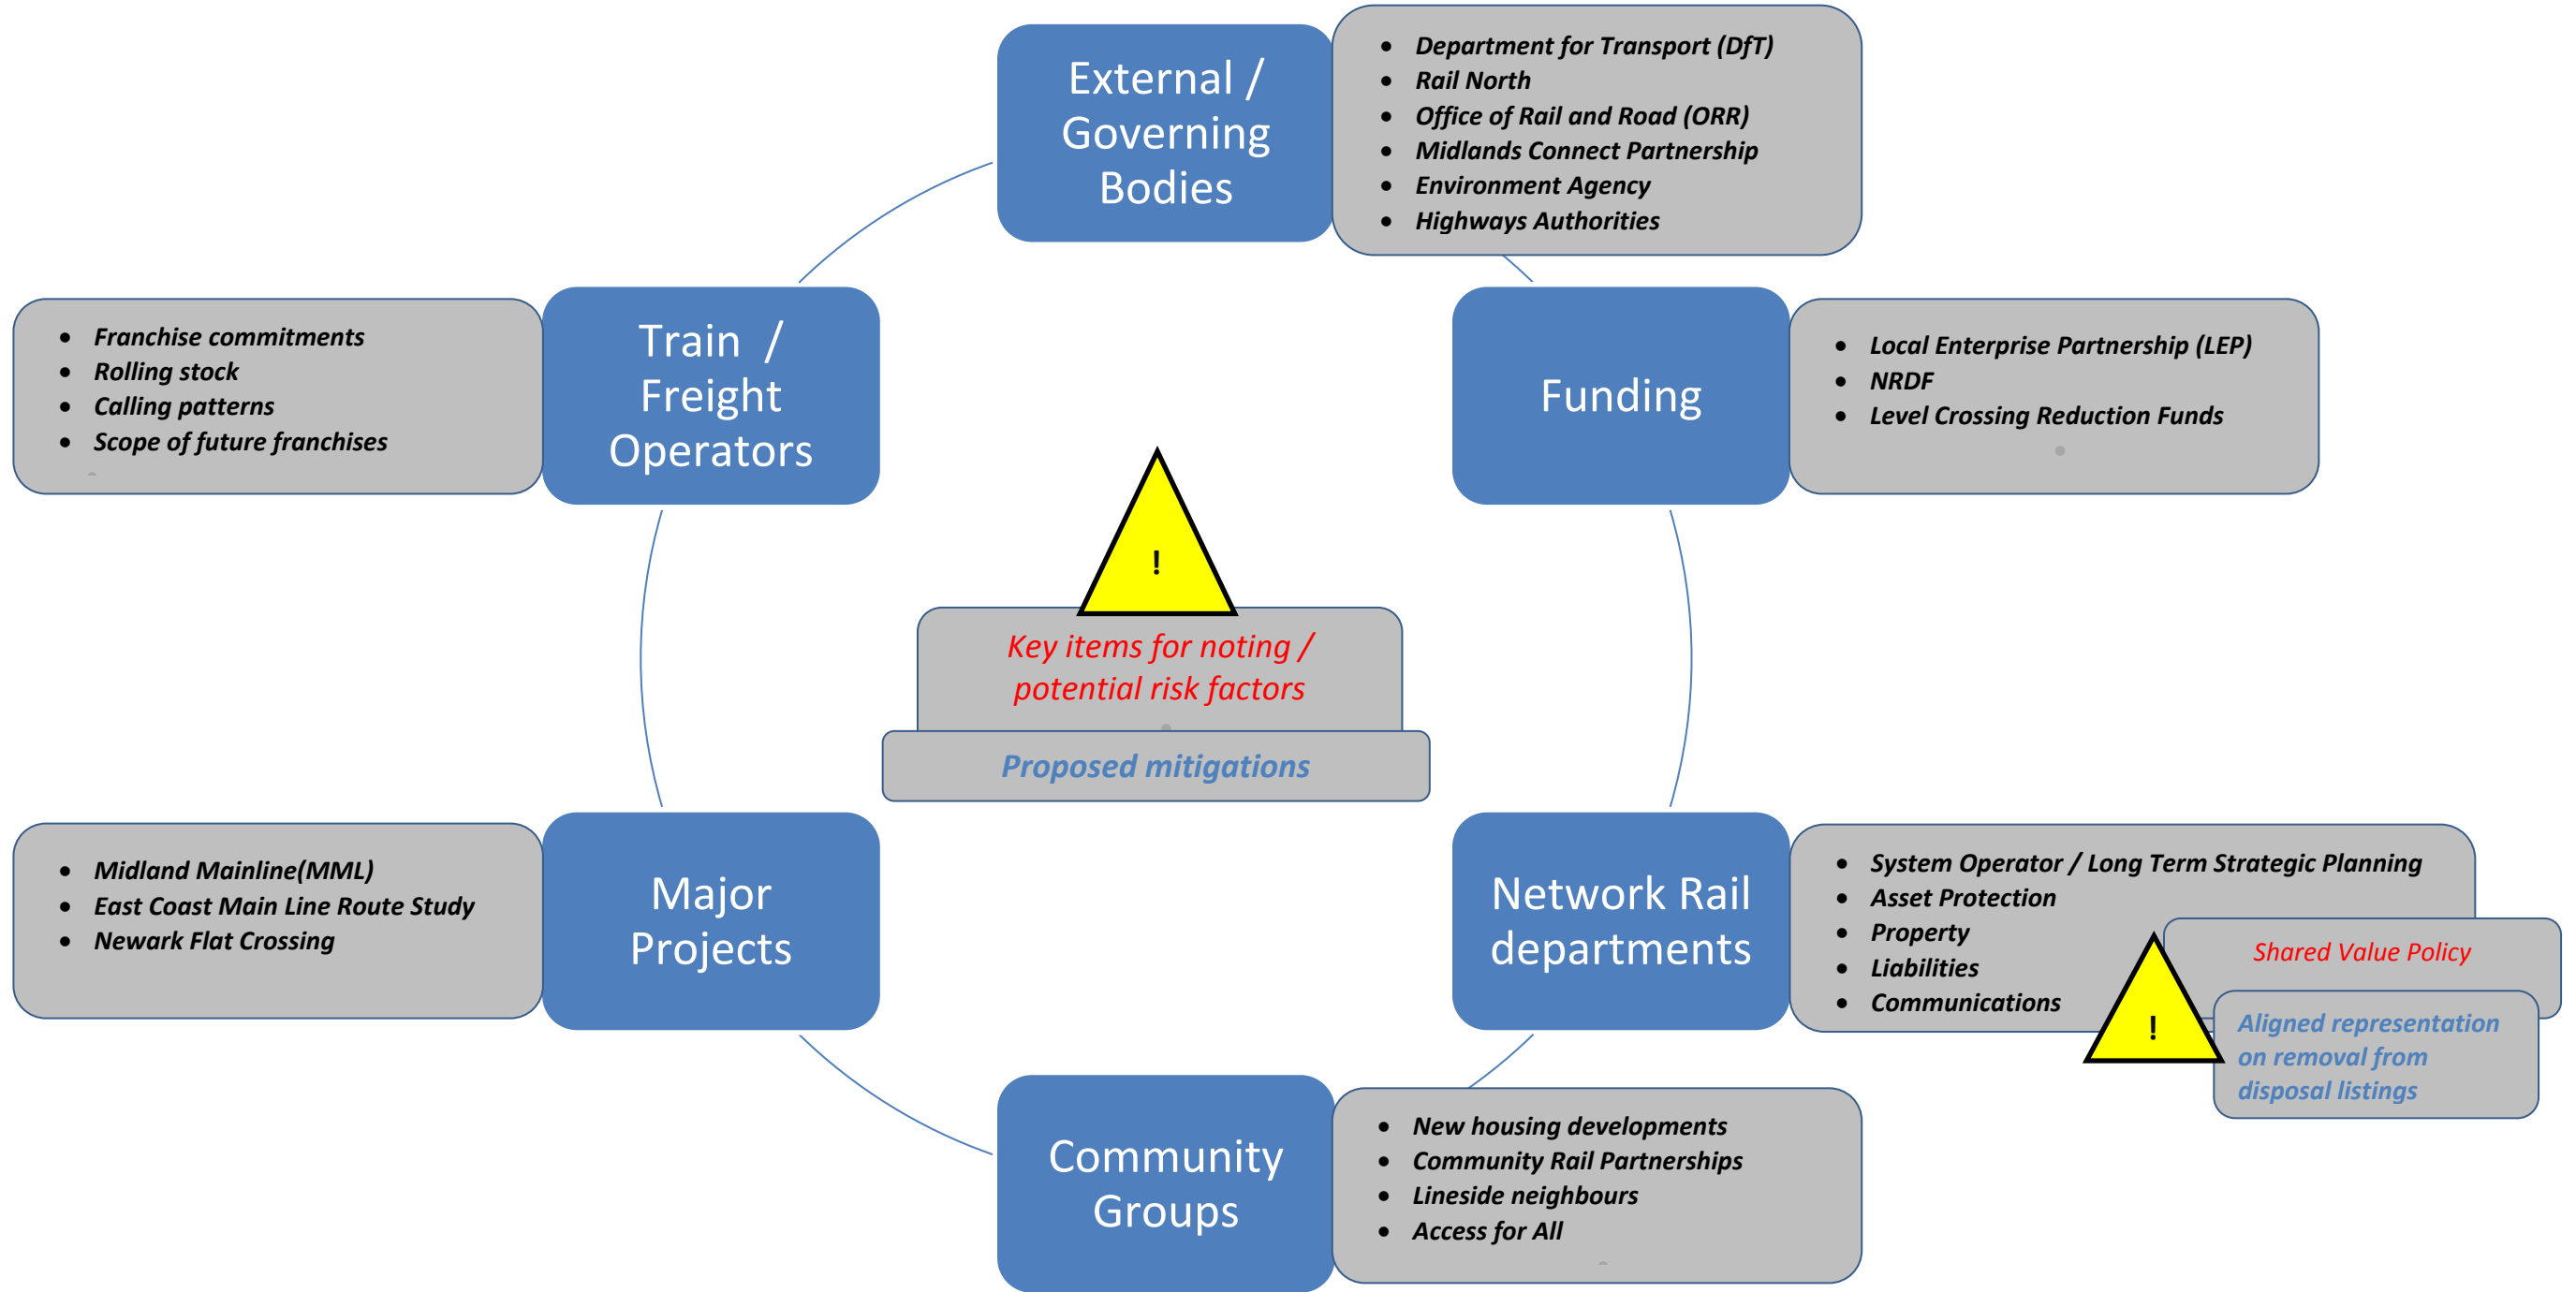 External /
Governing
Bodies
• Department for Transport (DfT)
• Rail North
• Office of Rail and Road (ORR)
• Midlands Connect Partnership
• Environment Agency
• Highways Authorities
Train /
Freight
Operators
• Franchise commitments
• Rolling stock
• Calling patterns
• Scope of future franchises
Funding
• Local Enterprise Partnership (LEP)
• NRDF
• Level Crossing Reduction Funds
!
Key items for noting /
potential risk factors
Proposed mitigations
Major
Projects
• Midland Mainline(MML)
• East Coast Main Line Route Study
• Newark Flat Crossing
Network Rail
departments
• System Operator / Long Term Strategic Planning
• Asset Protection
• Property
• Liabilities
• Communications
!
Shared Value Policy
Aligned representation
on removal from
disposal listings
Community
Groups
• New housing developments
• Community Rail Partnerships
• Lineside neighbours
• Access for All